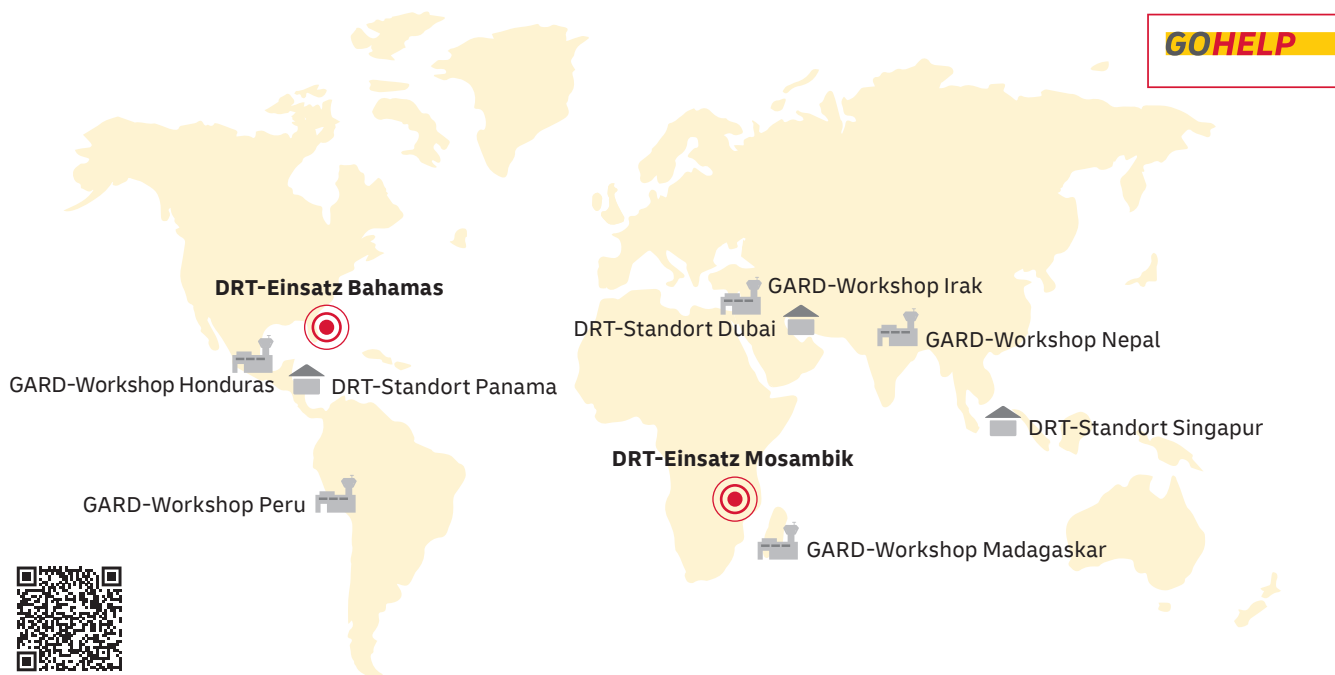 GOHELP
DRT-Einsatz Bahamas
GARD-Workshop Irak
DRT-Standort Dubai
GARD-Workshop Nepal
GARD-Workshop Honduras
DRT-Standort Panama
DRT-Standort Singapur
DRT-Einsatz Mosambik
GARD-Workshop Peru
GARD-Workshop Madagaskar